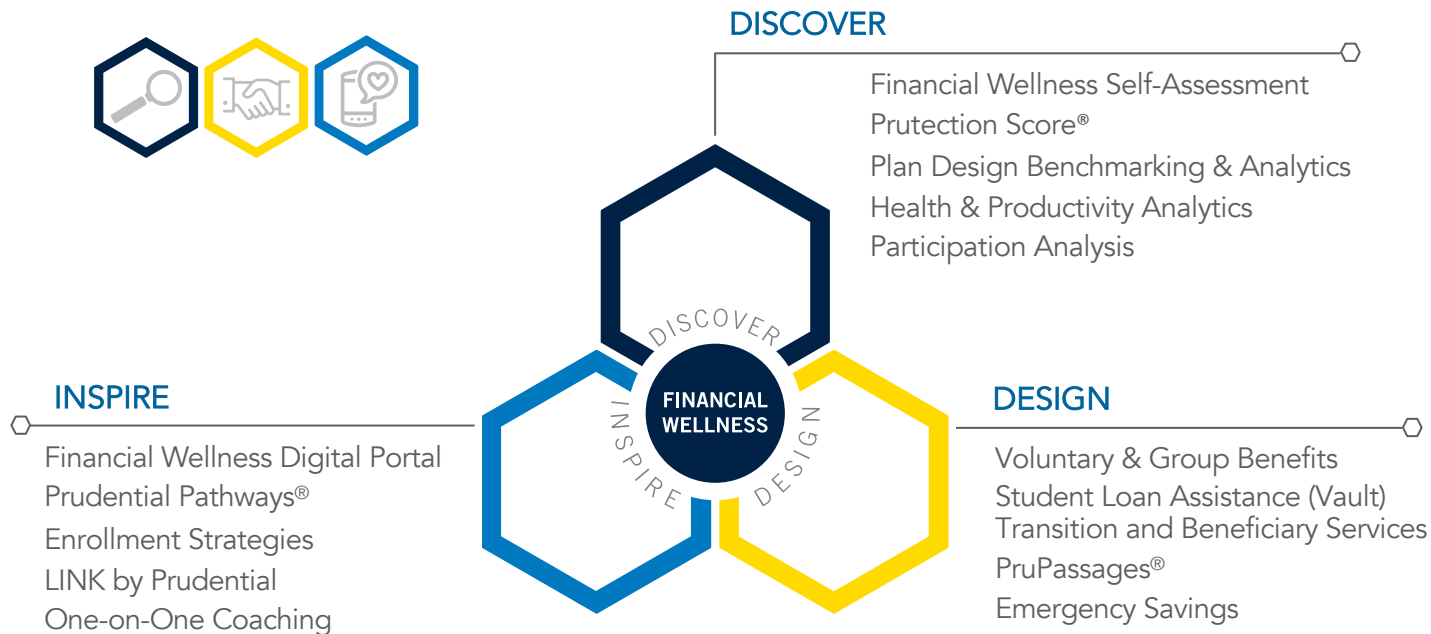 DISCOVER
Financial Wellness Self-Assessment
Prutection Score®
Plan Design Benchmarking & Analytics
Health & Productivity Analytics
Participation Analysis
DISCOVER
FINANCIAL
WELLNESS
INSPIRE
DESIGN
INSPIRE
Financial Wellness Digital Portal
Prudential Pathways®
Enrollment Strategies
LINK by Prudential
One-on-One Coaching
DESIGN
Voluntary & Group Benefits
Student Loan Assistance (Vault)
Transition and Beneficiary Services
PruPassages®
Emergency Savings